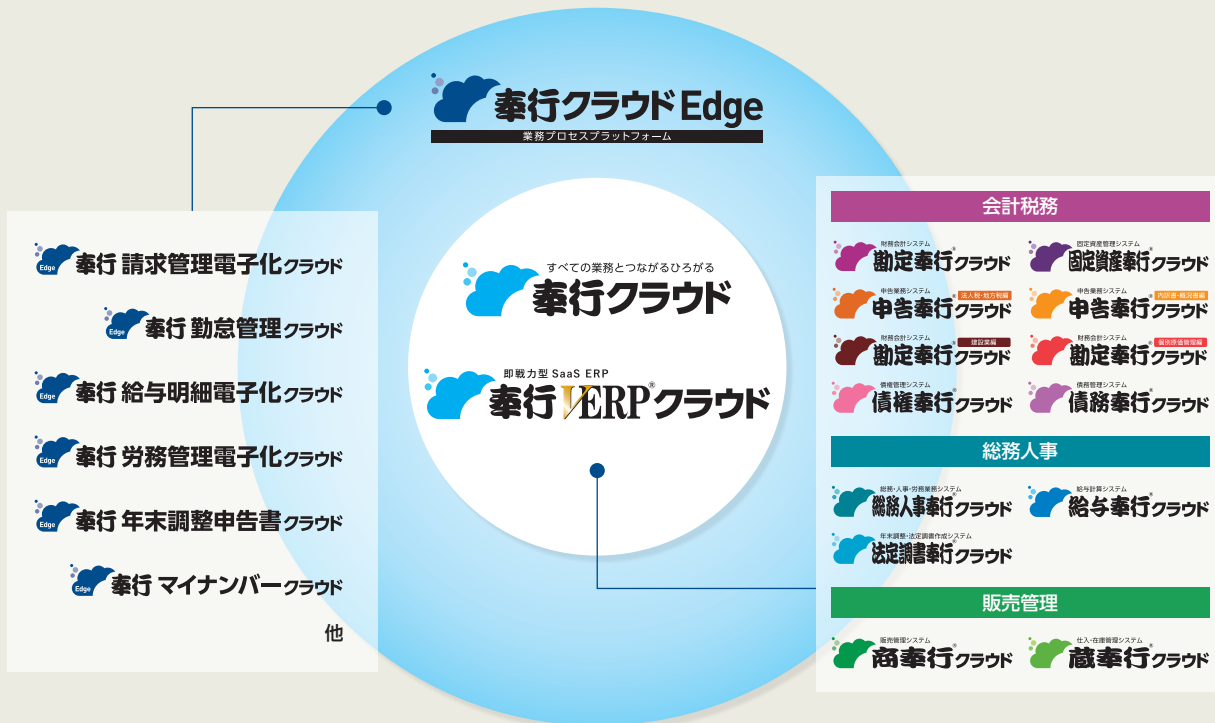 奉行クラウドEdge
業務プロセスプラットフォーム
すべての業務とつながるひろがる
奉行クラウド
即戦力型 SaaS ERP
奉行VERP®クラウド
Edge 奉行 請求管理電子化クラウド
Edge 奉行 勤怠管理クラウド
Edge 奉行 給与明細電子化クラウド
Edge 奉行 労務管理電子化クラウド
Edge 奉行 年末調整申告書クラウド
Edge 奉行 マイナンバークラウド
他
会計税務
財務会計システム
勘定奉行®クラウド
固定資産管理システム
固定資産奉行®クラウド
申告業務システム 法人税・地方税編
申告奉行®クラウド
申告業務システム 内訳書・概況書編
申告奉行®クラウド
財務会計システム 建設業編
勘定奉行®クラウド
財務会計システム 個別原価管理編
勘定奉行®クラウド
債権管理システム
債権奉行®クラウド
債務管理システム
債務奉行®クラウド
総務人事
総務・人事・労務業務システム
総務人事奉行®クラウド
給与計算システム
給与奉行®クラウド
年末調整・法定調書作成システム
法定調書奉行®クラウド
販売管理
販売管理システム
商奉行®クラウド
仕入・在庫管理システム
蔵奉行®クラウド